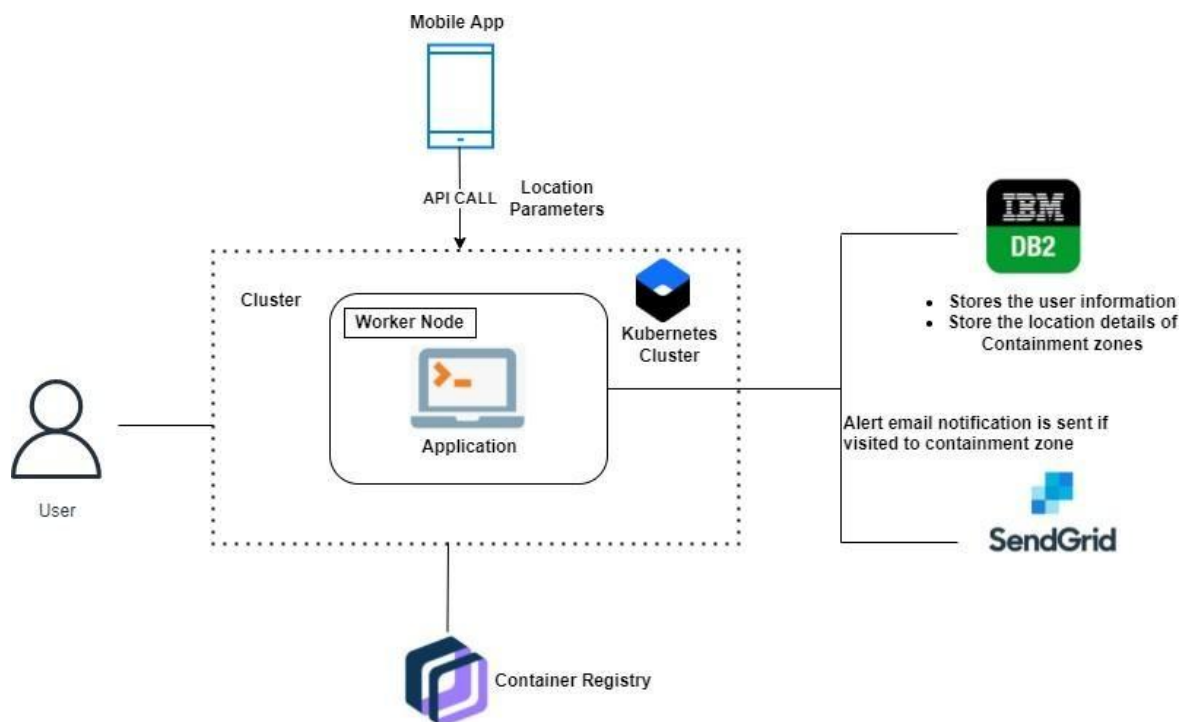 Mobile App
API CALL
Location
Parameters
IBM
DB2
• Stores the user information
• Store the location details of
Containment zones
Cluster
Worker Node
Kubernetes
Cluster
Application
User
Alert email notification is sent if
visited to containment zone
SendGrid
Container Registry